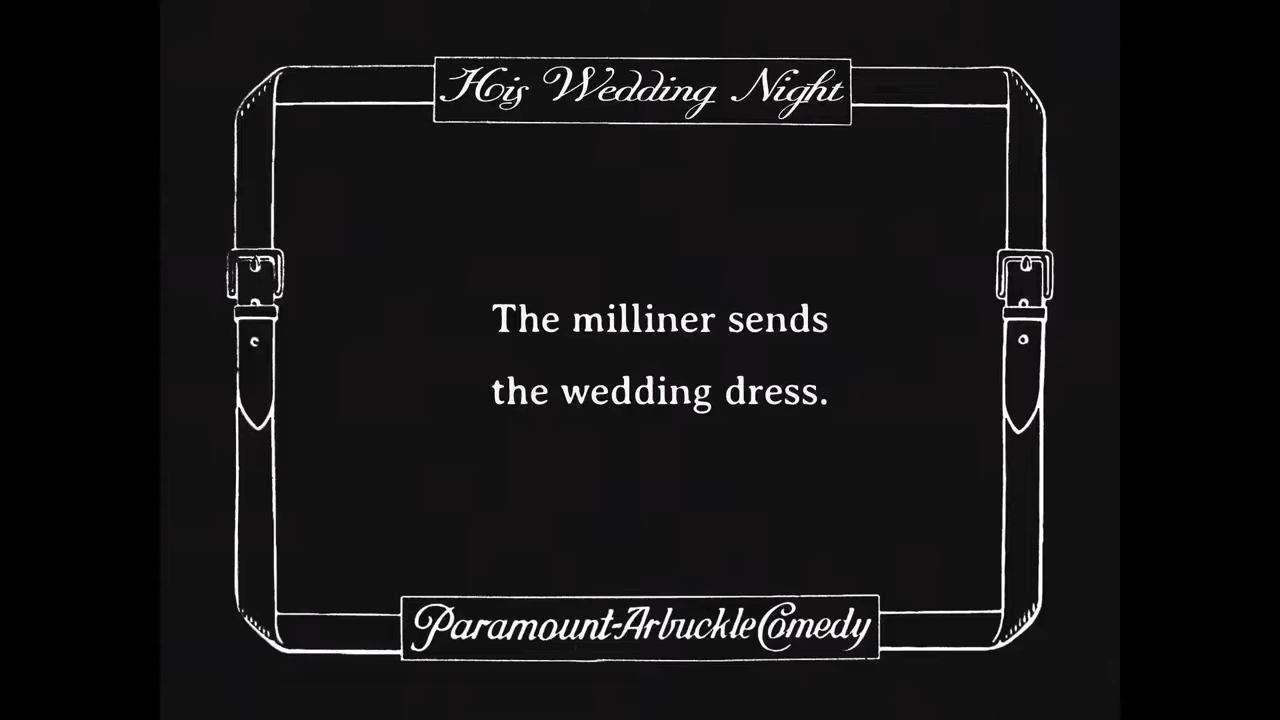 His Wedding Night
The milliner sends
the wedding dress.
Paramount-Arbuckle Comedy